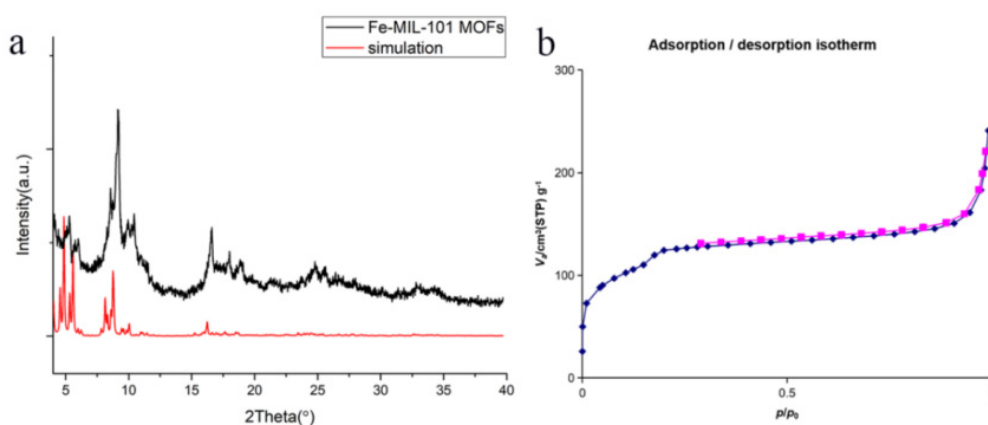 a
Fe-MIL-101 MOFs
simulation
Intensity(a.u.)
5 10 15 20 25 30 35 40
2Theta(°)
b
Adsorption / desorption isotherm
300
200
100
0
Vₐ/cm³(STP) g⁻¹
0 0.5
p/p₀